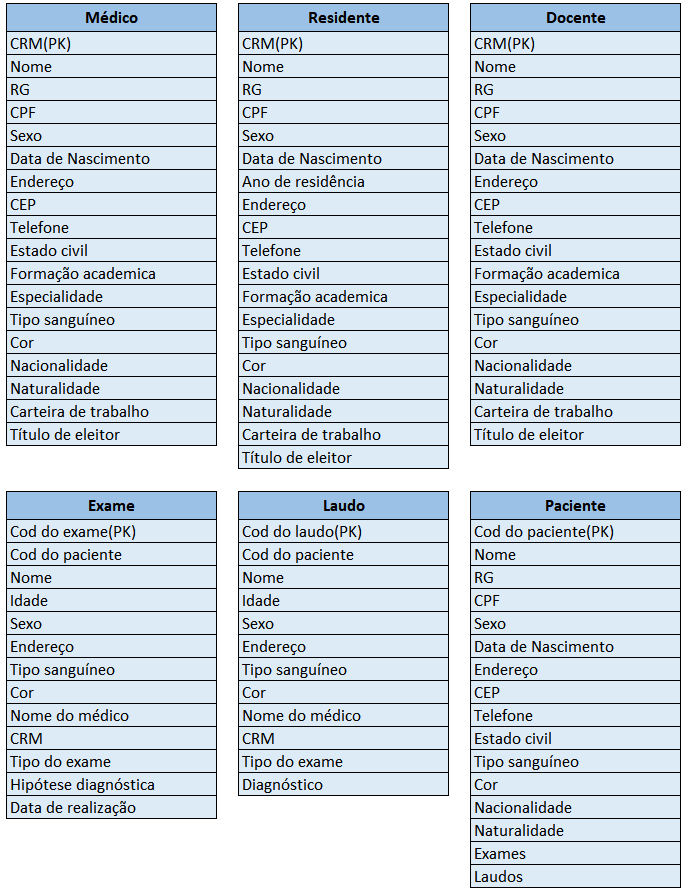 Médico
CRM(PK)
Nome
RG
CPF
Sexo
Data de Nascimento
Endereço
CEP
Telefone
Estado civil
Formação academica
Especialidade
Tipo sanguíneo
Cor
Nacionalidade
Naturalidade
Carteira de trabalho
Título de eleitor
Residente
CRM(PK)
Nome
RG
CPF
Sexo
Data de Nascimento
Ano de residência
Endereço
CEP
Telefone
Estado civil
Formação academica
Especialidade
Tipo sanguíneo
Cor
Nacionalidade
Naturalidade
Carteira de trabalho
Título de eleitor
Docente
CRM(PK)
Nome
RG
CPF
Sexo
Data de Nascimento
Endereço
CEP
Telefone
Estado civil
Formação academica
Especialidade
Tipo sanguíneo
Cor
Nacionalidade
Naturalidade
Carteira de trabalho
Título de eleitor
Exame
Cod do exame(PK)
Cod do paciente
Nome
Idade
Sexo
Endereço
Tipo sanguíneo
Cor
Nome do médico
CRM
Tipo do exame
Hipótese diagnóstica
Data de realização
Laudo
Cod do laudo(PK)
Cod do paciente
Nome
Idade
Sexo
Endereço
Tipo sanguíneo
Cor
Nome do médico
CRM
Tipo do exame
Diagnóstico
Paciente
Cod do paciente(PK)
Nome
RG
CPF
Sexo
Data de Nascimento
Endereço
CEP
Telefone
Estado civil
Tipo sanguíneo
Cor
Nacionalidade
Naturalidade
Exames
Laudos